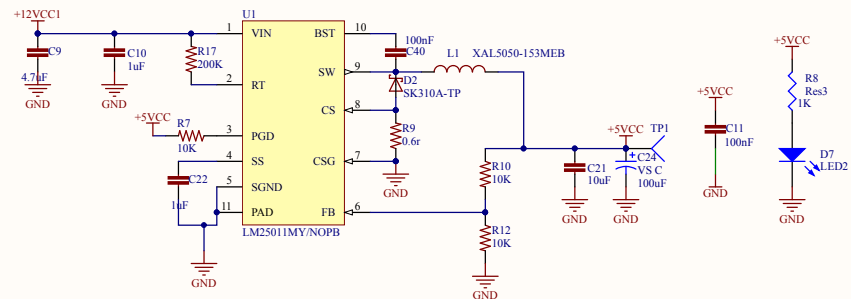 +12VCC1
C9
4.7uF
GND
C10
1uF
GND
R17
200K
+5VCC
R7
10K
C22
1uF
GND
U1
1 VIN
2 RT
3 PGD
4 SS
5 SGND
11 PAD
BST 10
SW 9
CS 8
CSG 7
FB 6
LM25011MY/NOPB
100nF
C40
D2
SK310A-TP
R9
0.6r
GND
L1 XAL5050-153MEB
R10
10K
R12
10K
GND
C21
10uF
GND
+5VCC
TP1
+
C24
VS C
100uF
GND
+5VCC
C11
100nF
GND
+5VCC
R8
Res3
1K
D7
LED2
GND